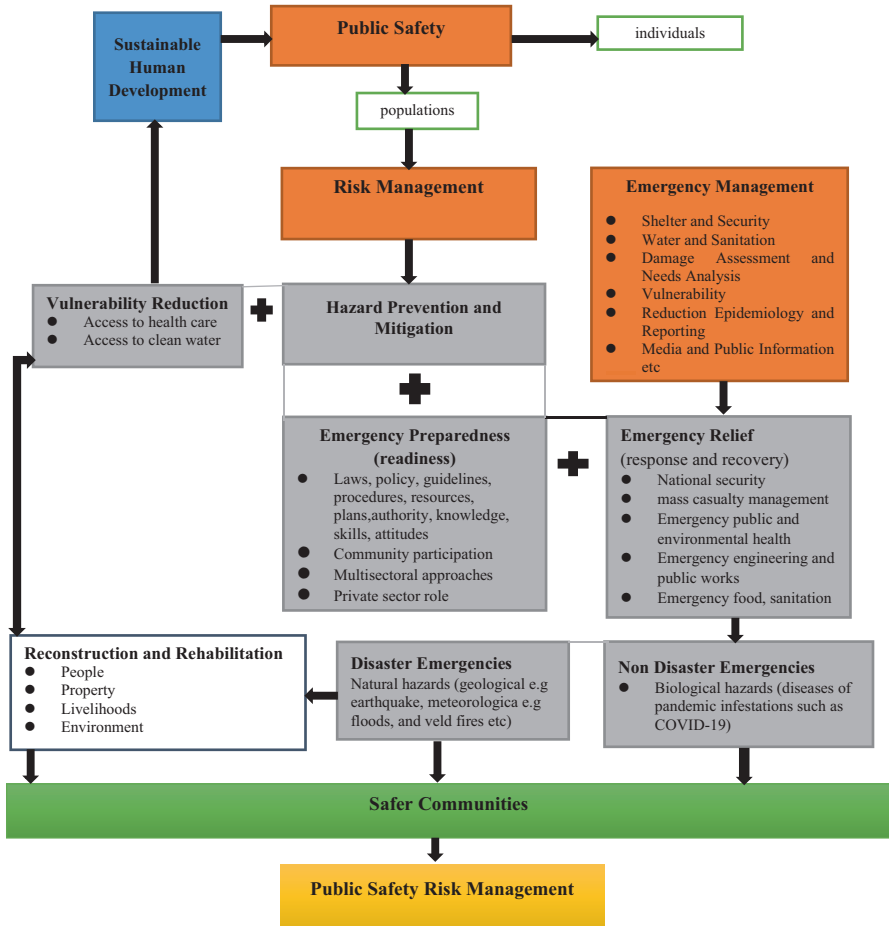 Sustainable
Human
Development
Public Safety
individuals
populations
Risk Management
Emergency Management
● Shelter and Security
● Water and Sanitation
● Damage Assessment and
Needs Analysis
● Vulnerability
● Reduction Epidemiology and
Reporting
● Media and Public Information
etc
Vulnerability Reduction
● Access to health care
● Access to clean water
Hazard Prevention and
Mitigation
Emergency Preparedness
(readiness)
● Laws, policy, guidelines,
procedures, resources,
plans,authority, knowledge,
skills, attitudes
● Community participation
● Multisectoral approaches
● Private sector role
Emergency Relief
(response and recovery)
● National security
● mass casualty management
● Emergency public and
environmental health
● Emergency engineering and
public works
● Emergency food, sanitation
Reconstruction and Rehabilitation
● People
● Property
● Livelihoods
● Environment
Disaster Emergencies
Natural hazards (geological e.g
earthquake, meteorologica e.g
floods, and veld fires etc)
Non Disaster Emergencies
● Biological hazards (diseases of
pandemic infestations such as
COVID-19)
Safer Communities
Public Safety Risk Management